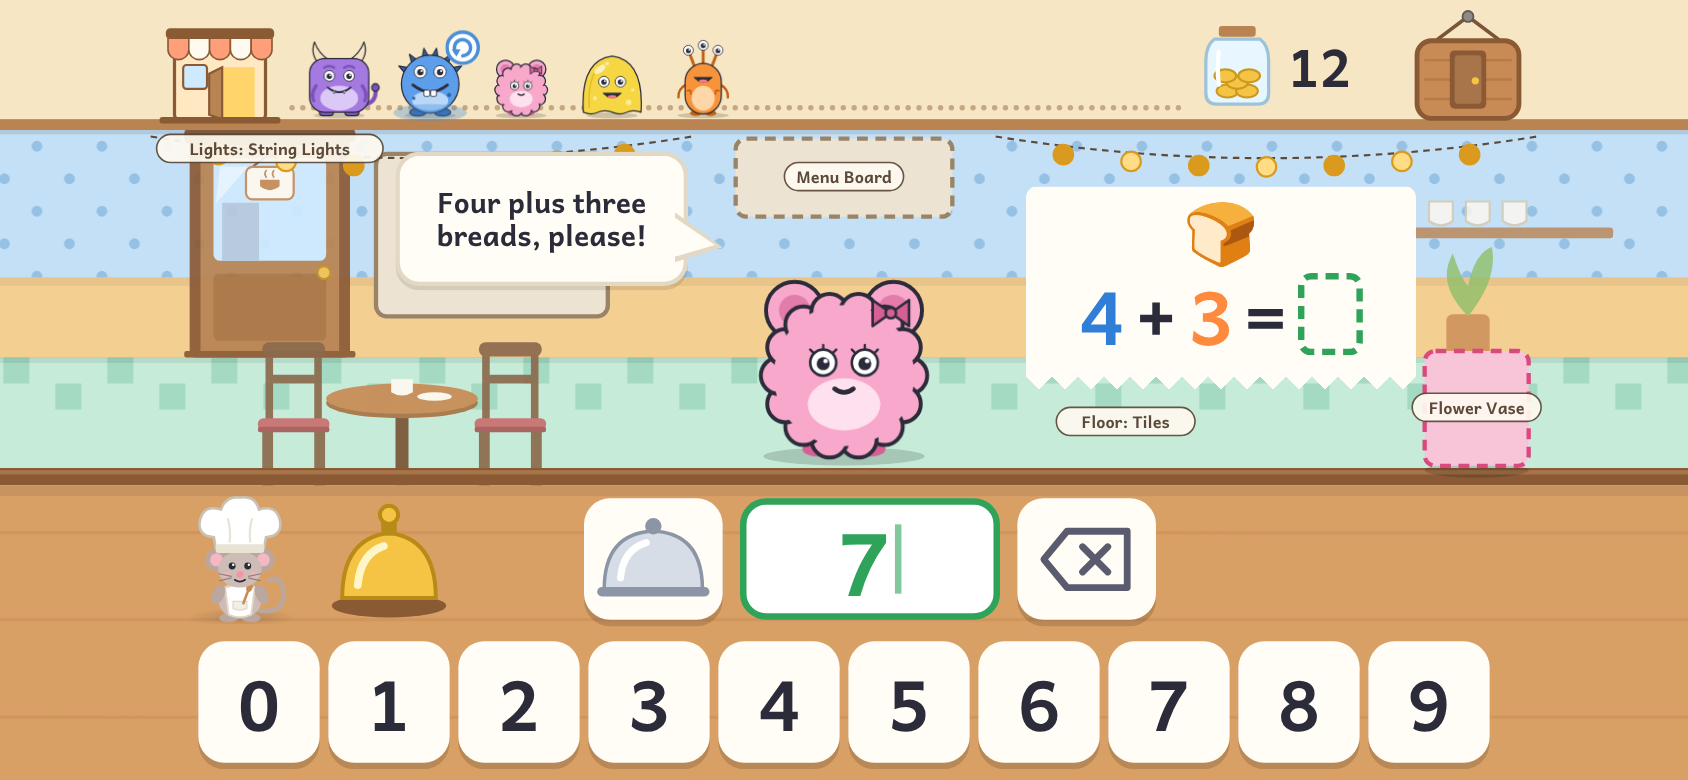 12
Lights: String Lights
Four plus three
breads, please!
Menu Board
4 + 3 =
Floor: Tiles
Flower Vase
7
0 1 2 3 4 5 6 7 8 9